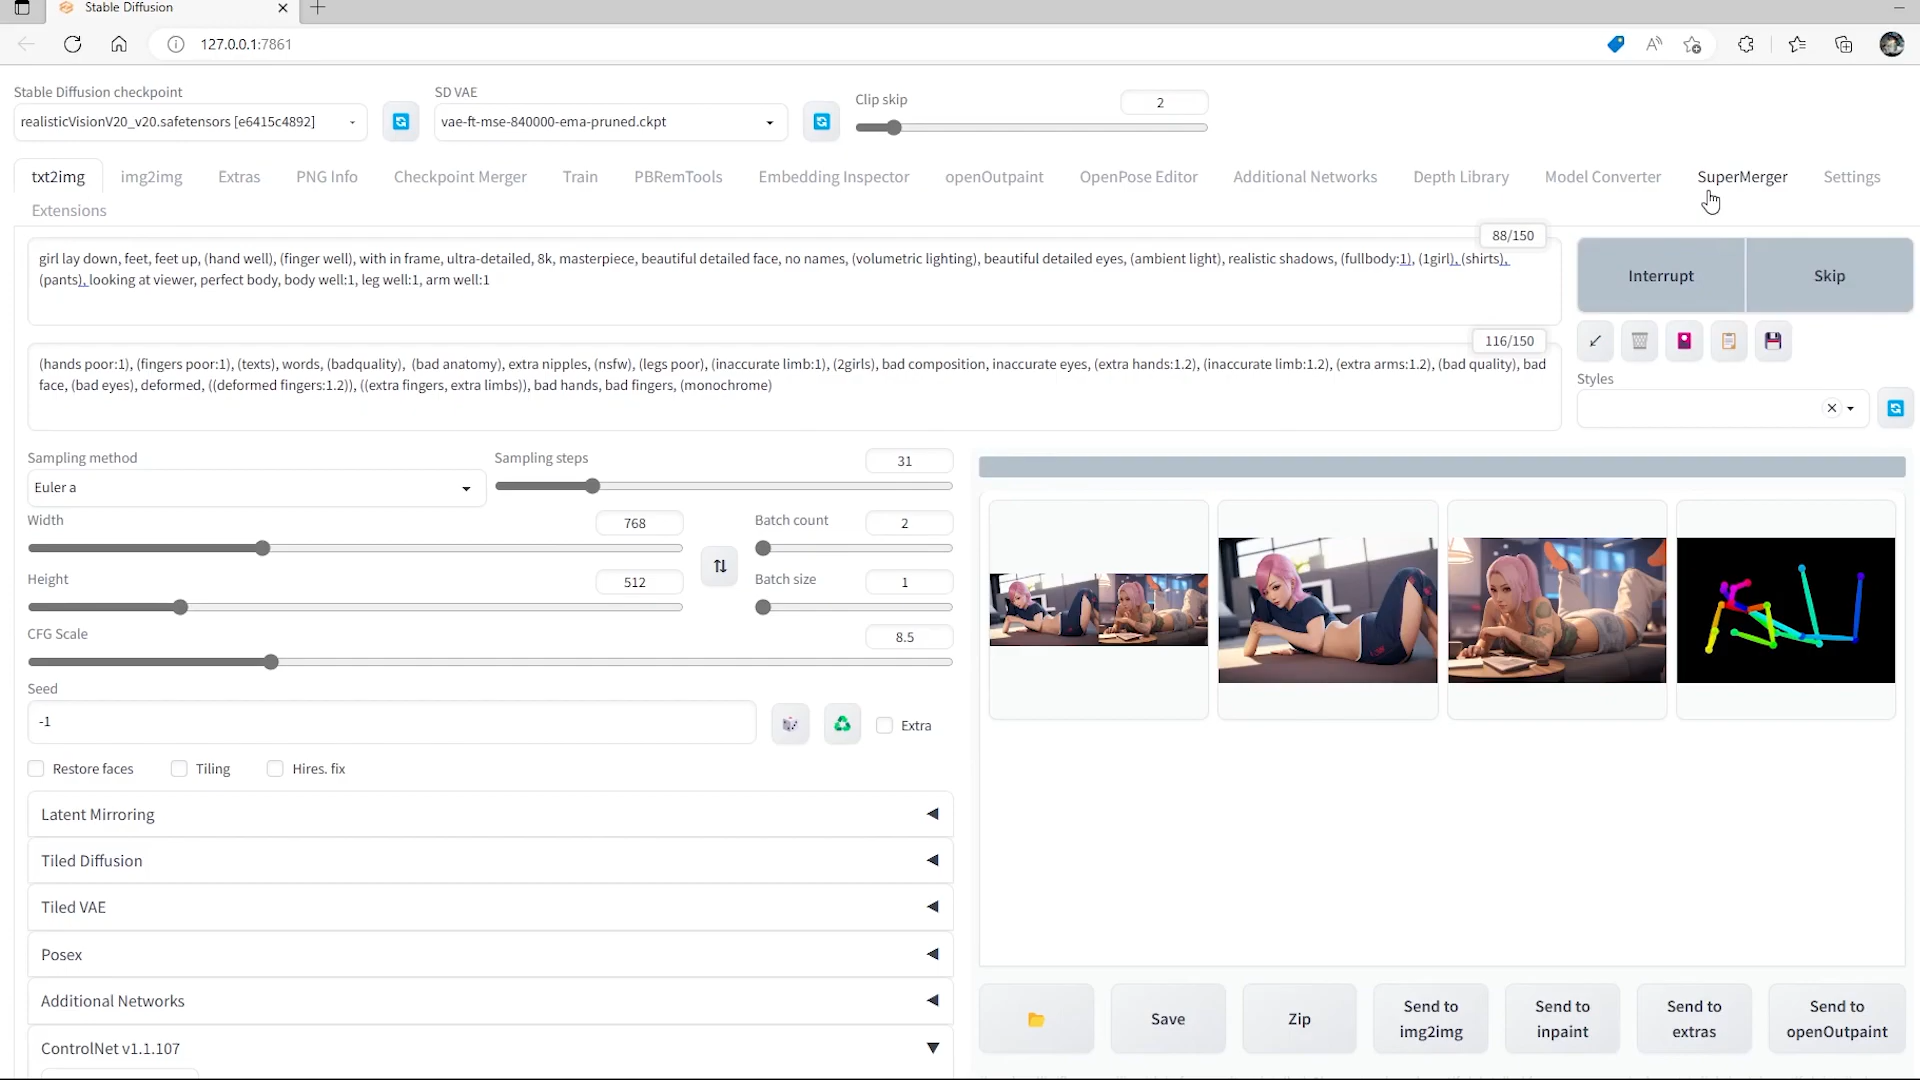 Stable Diffusion
127.0.0.1:7861
Stable Diffusion checkpoint
SD VAE
Clip skip
2
realisticVisionV20_v20.safetensors [e6415c4892]
vae-ft-mse-840000-ema-pruned.ckpt
txt2img
img2img
Extras
PNG Info
Checkpoint Merger
Train
PBRemTools
Embedding Inspector
openOutpaint
OpenPose Editor
Additional Networks
Depth Library
Model Converter
SuperMerger
Settings
Extensions
88/150
girl lay down, feet, feet up, (hand well), (finger well), with in frame, ultra-detailed, 8k, masterpiece, beautiful detailed face, no names, (volumetric lighting), beautiful detailed eyes, (ambient light), realistic shadows, (fullbody:1), (1girl), (shirts),
(pants), looking at viewer, perfect body, body well:1, leg well:1, arm well:1
Interrupt
Skip
116/150
(hands poor:1), (fingers poor:1), (texts), words, (badquality), (bad anatomy), extra nipples, (nsfw), (legs poor), (inaccurate limb:1), (2girls), bad composition, inaccurate eyes, (extra hands:1.2), (inaccurate limb:1.2), (extra arms:1.2), (bad quality), bad
face, (bad eyes), deformed, ((deformed fingers:1.2)), ((extra fingers, extra limbs)), bad hands, bad fingers, (monochrome)
Styles
Sampling method
Euler a
Sampling steps
31
Width
768
Batch count
2
Height
512
Batch size
1
CFG Scale
8.5
Seed
-1
Extra
Restore faces
Tiling
Hires. fix
Latent Mirroring
Tiled Diffusion
Tiled VAE
Posex
Additional Networks
ControlNet v1.1.107
Save
Zip
Send to
img2img
Send to
inpaint
Send to
extras
Send to
openOutpaint